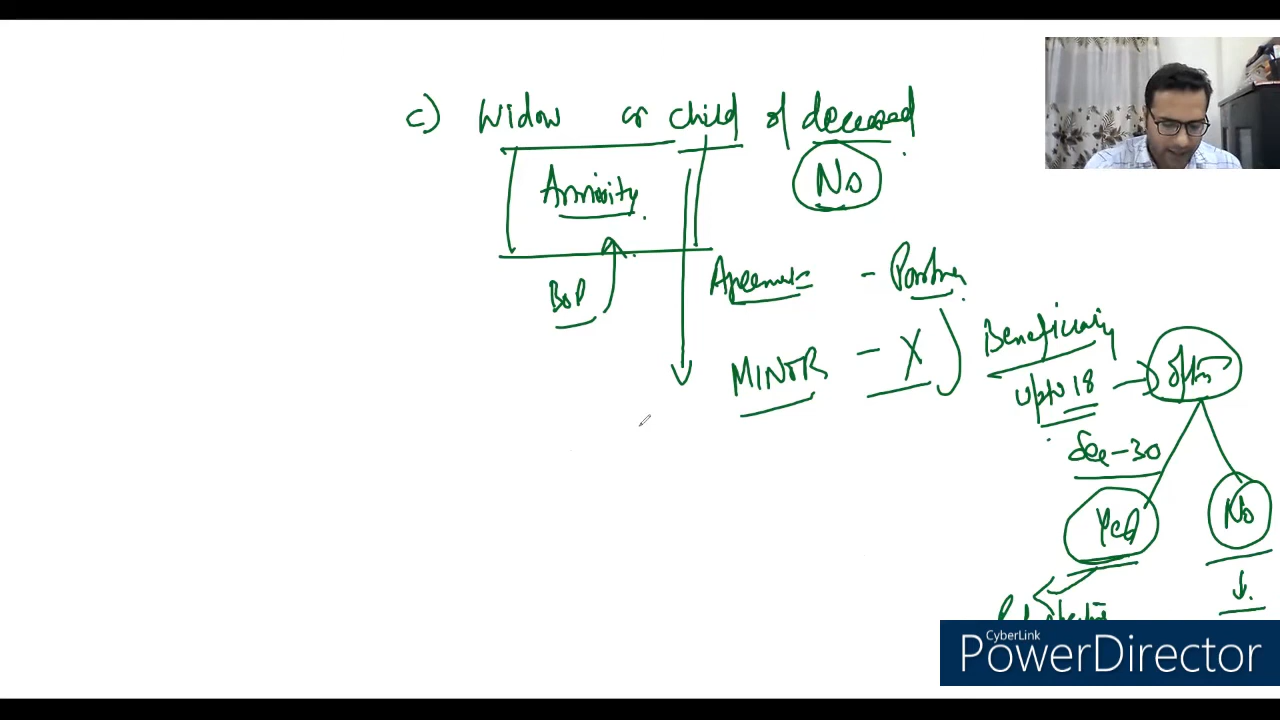 c) Widow or child of deceased
Annuity
No
BOP
Agreement - Partner
MINOR - X
Beneficiary
upto 18
Sec-30
Yes
No
CyberLink
PowerDirector